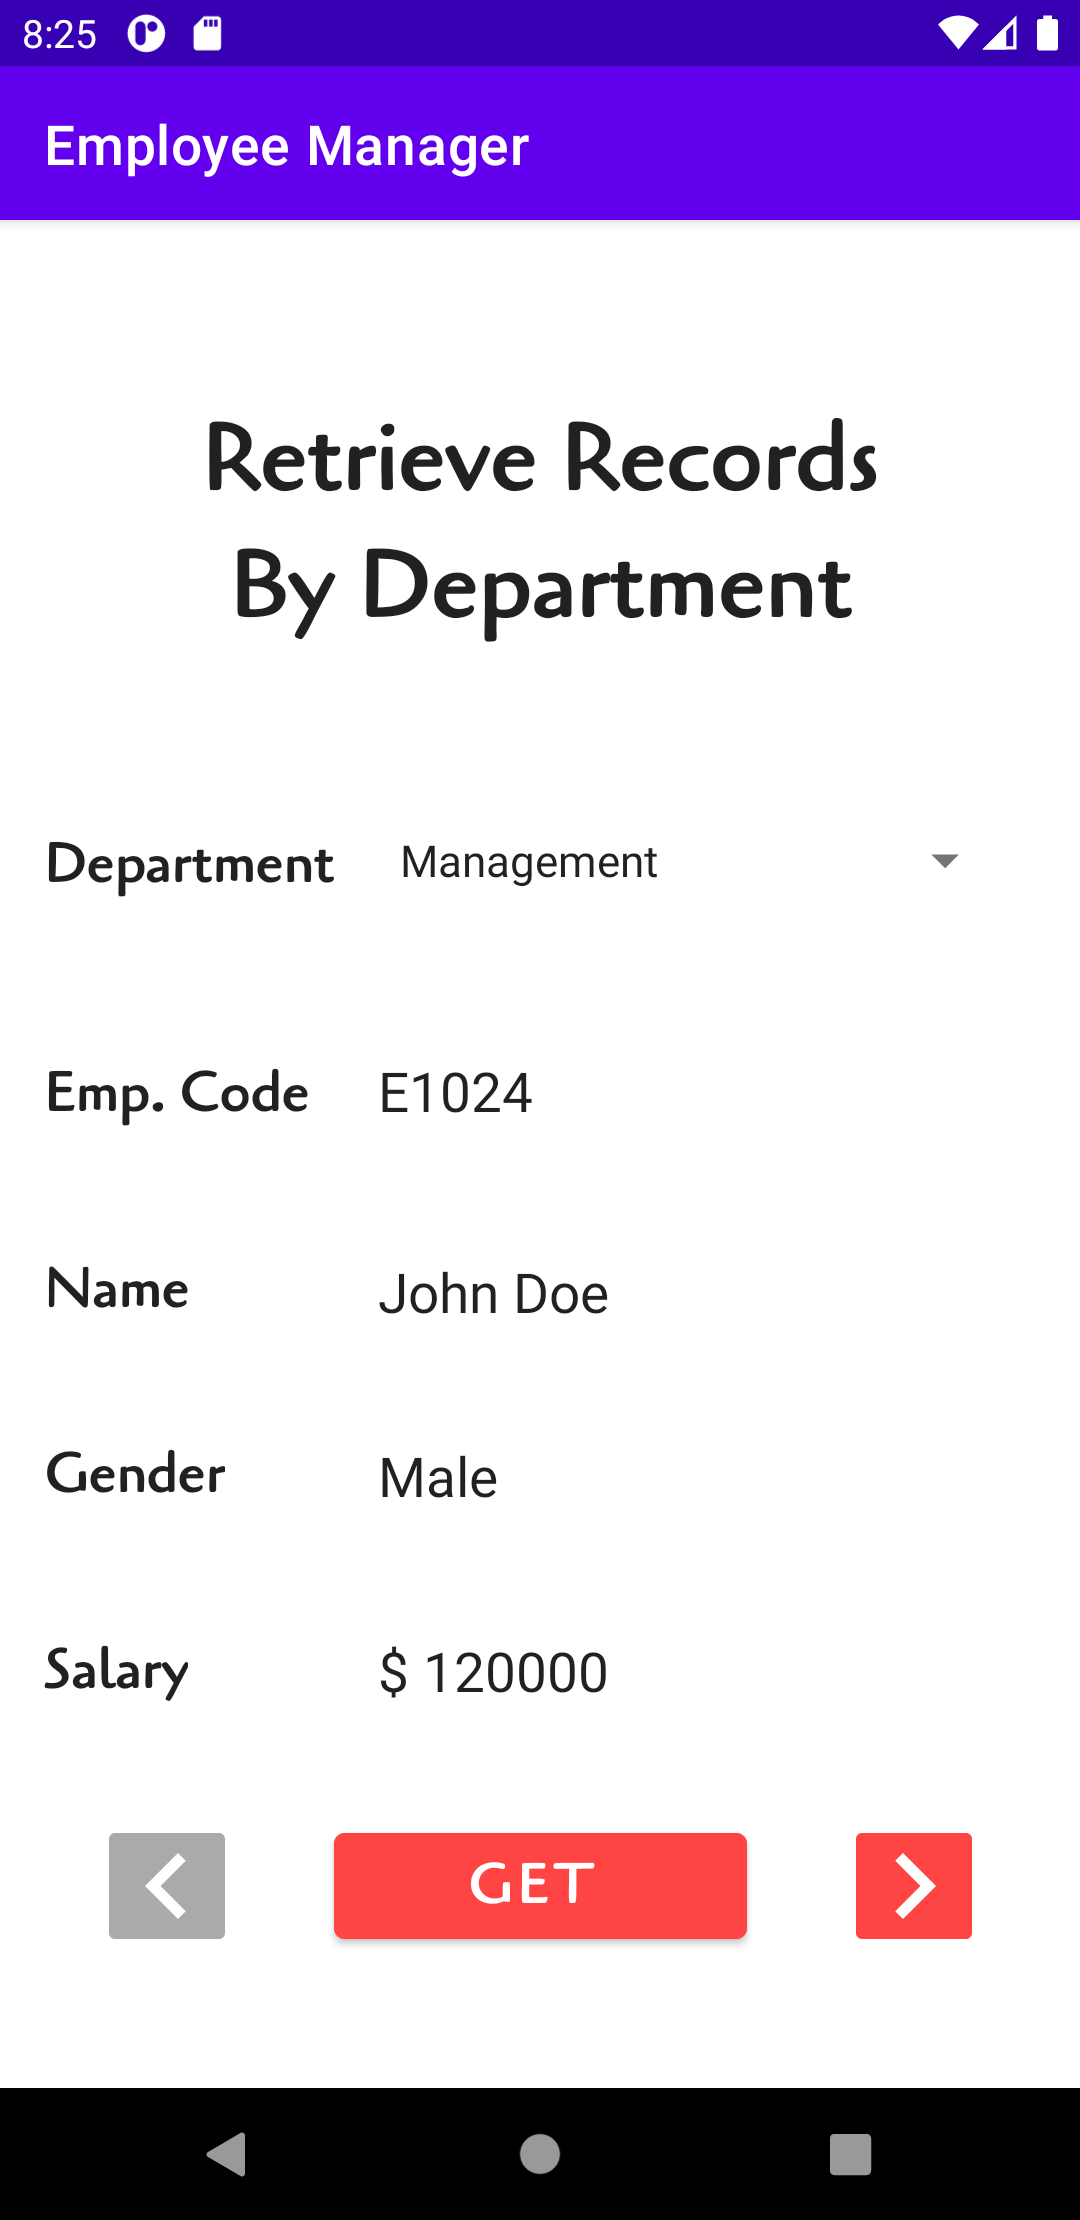 8:25
Employee Manager
Retrieve Records
By Department
Department Management
Emp. Code E1024
Name John Doe
Gender Male
Salary $ 120000
GET